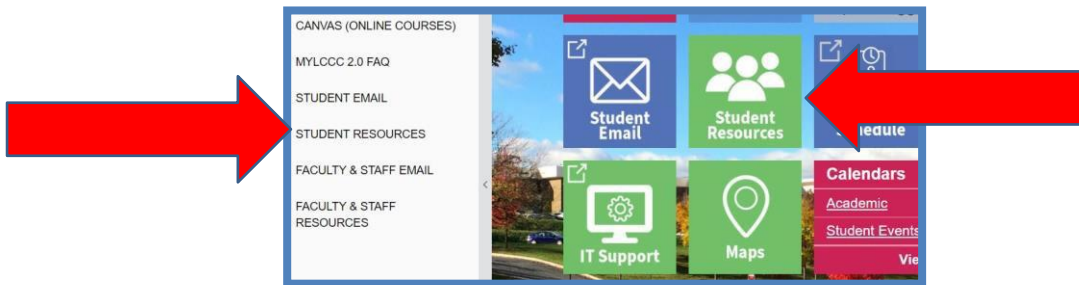 CANVAS (ONLINE COURSES)
MYLCCC 2.0 FAQ
STUDENT EMAIL
STUDENT RESOURCES
FACULTY & STAFF EMAIL
FACULTY & STAFF
RESOURCES
Student
Email
Student
Resources
IT Support
Maps
Calendars
Academic
Student Events